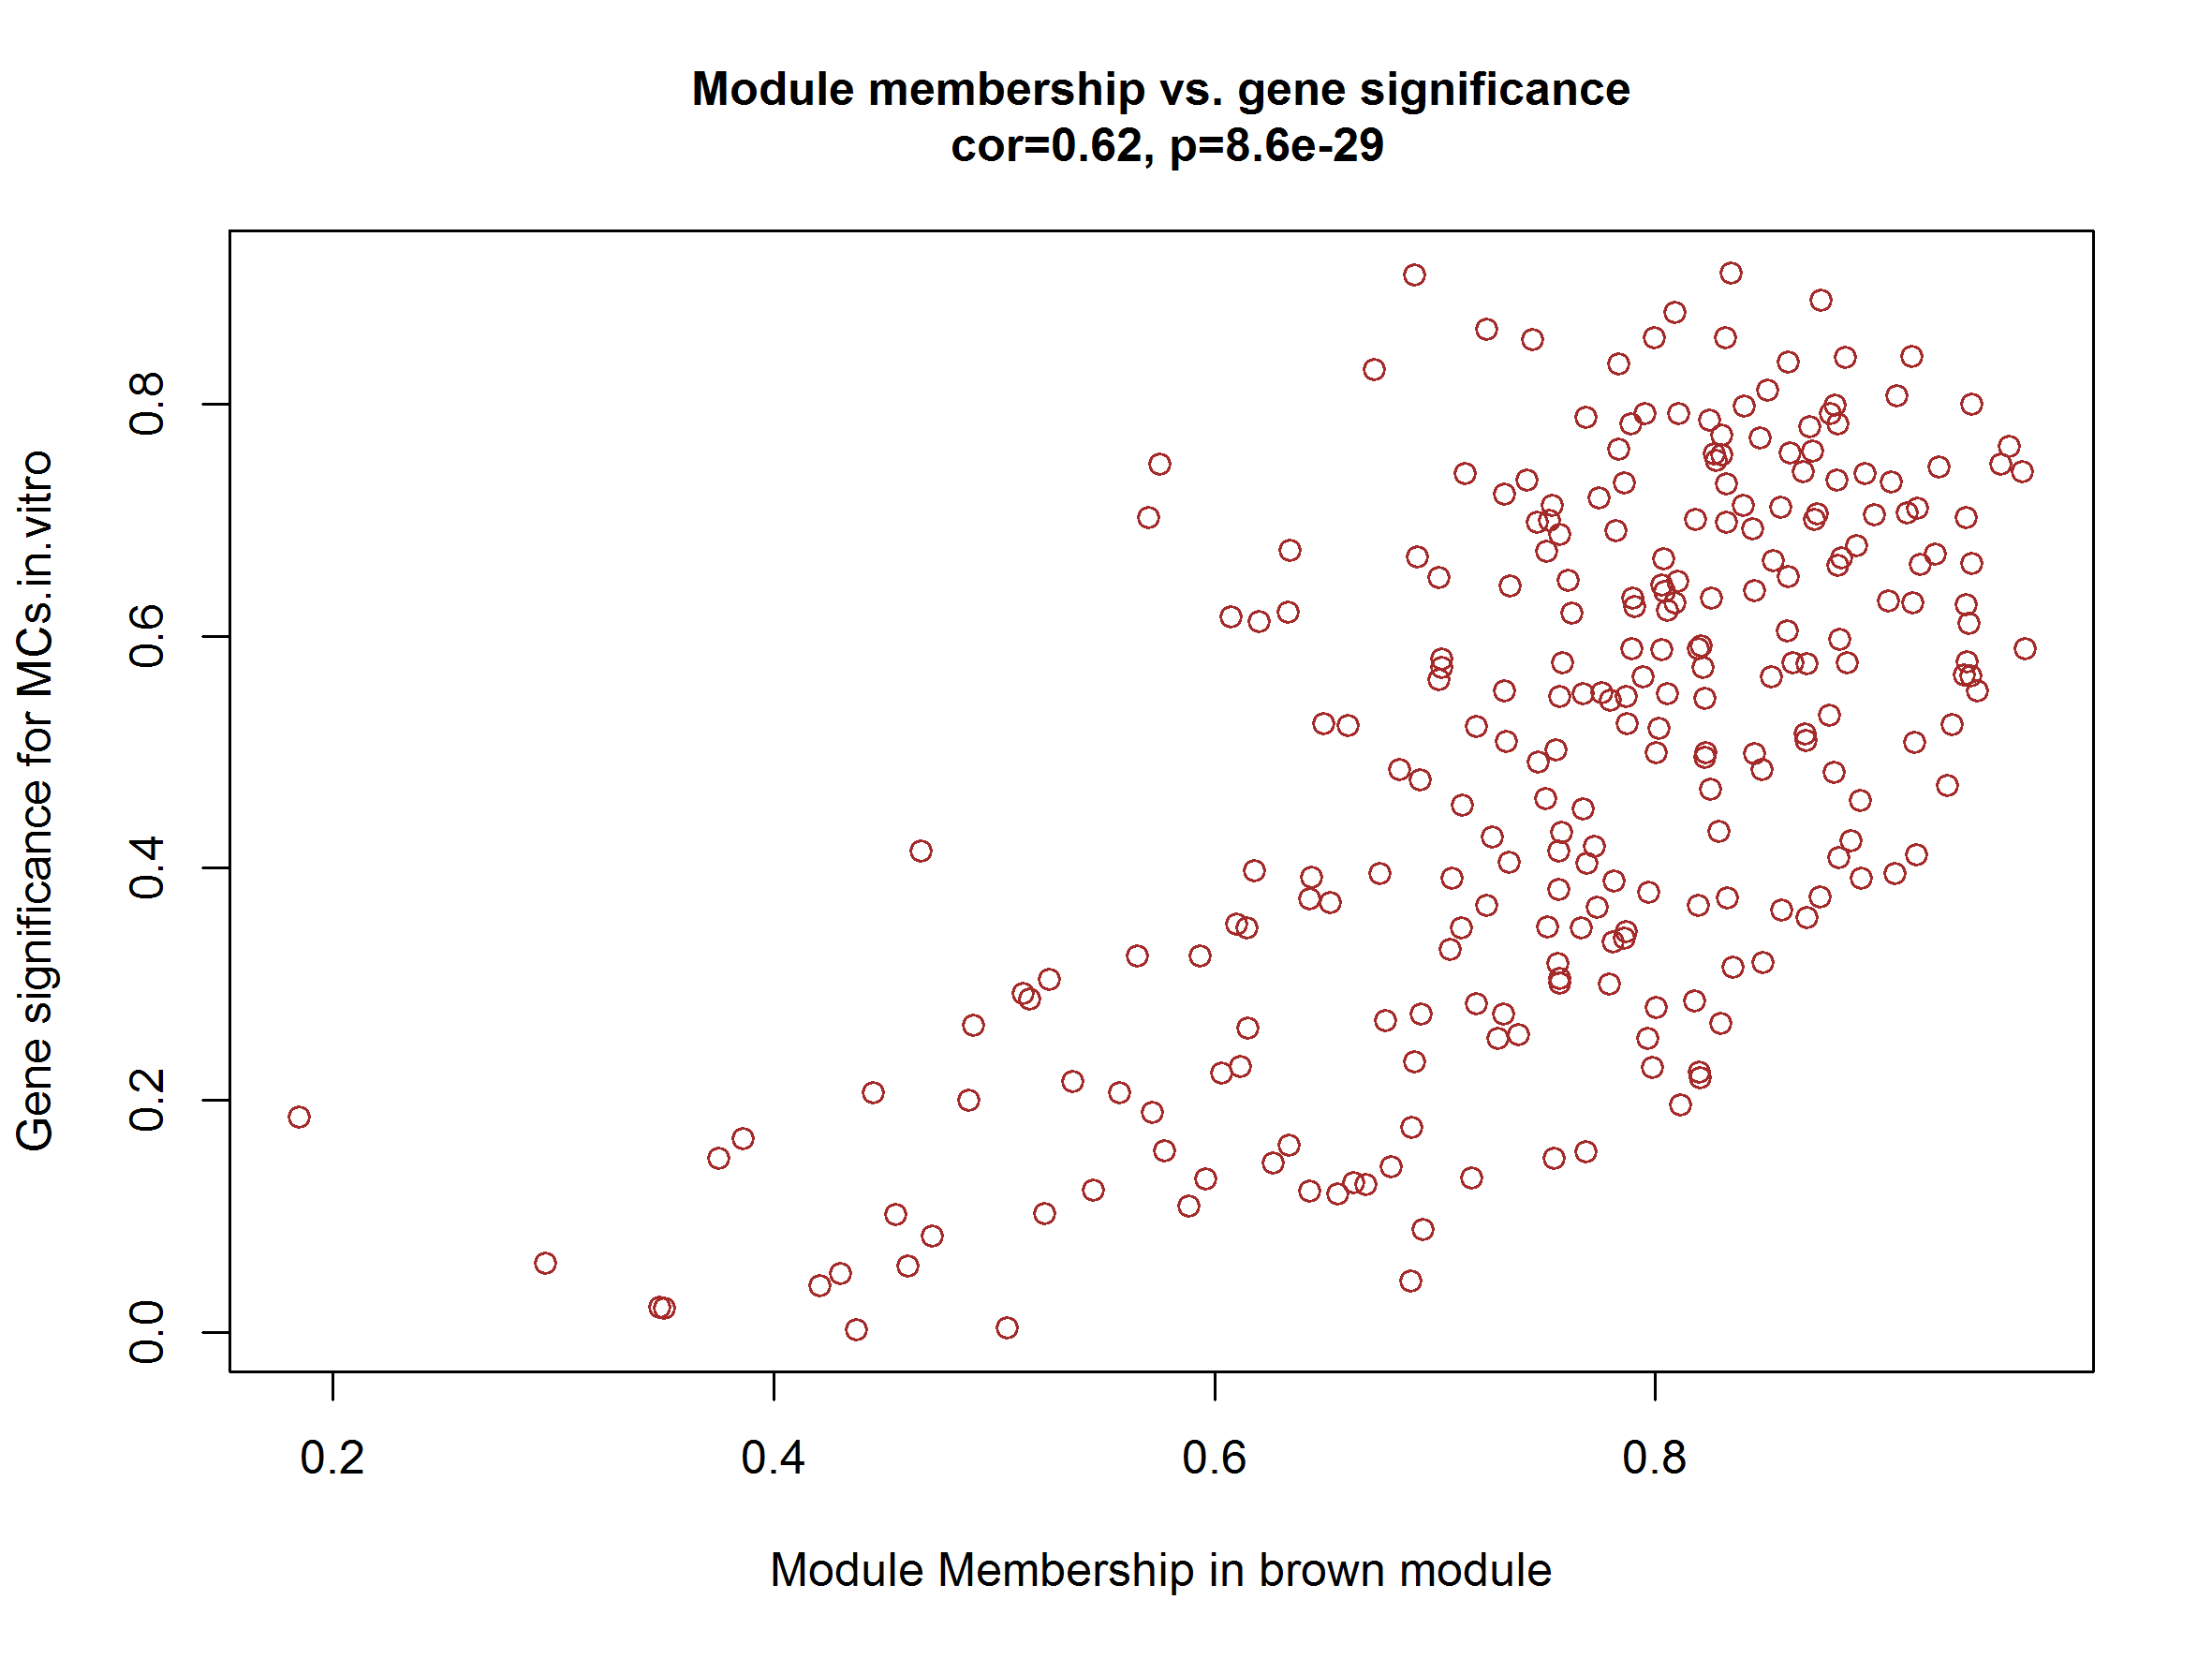 Module membership vs. gene significance
cor=0.62, p=8.6e-29
Gene significance for MCs.in.vitro
0.8
0.6
0.4
0.2
0.0
0.2
0.4
0.6
0.8
Module Membership in brown module